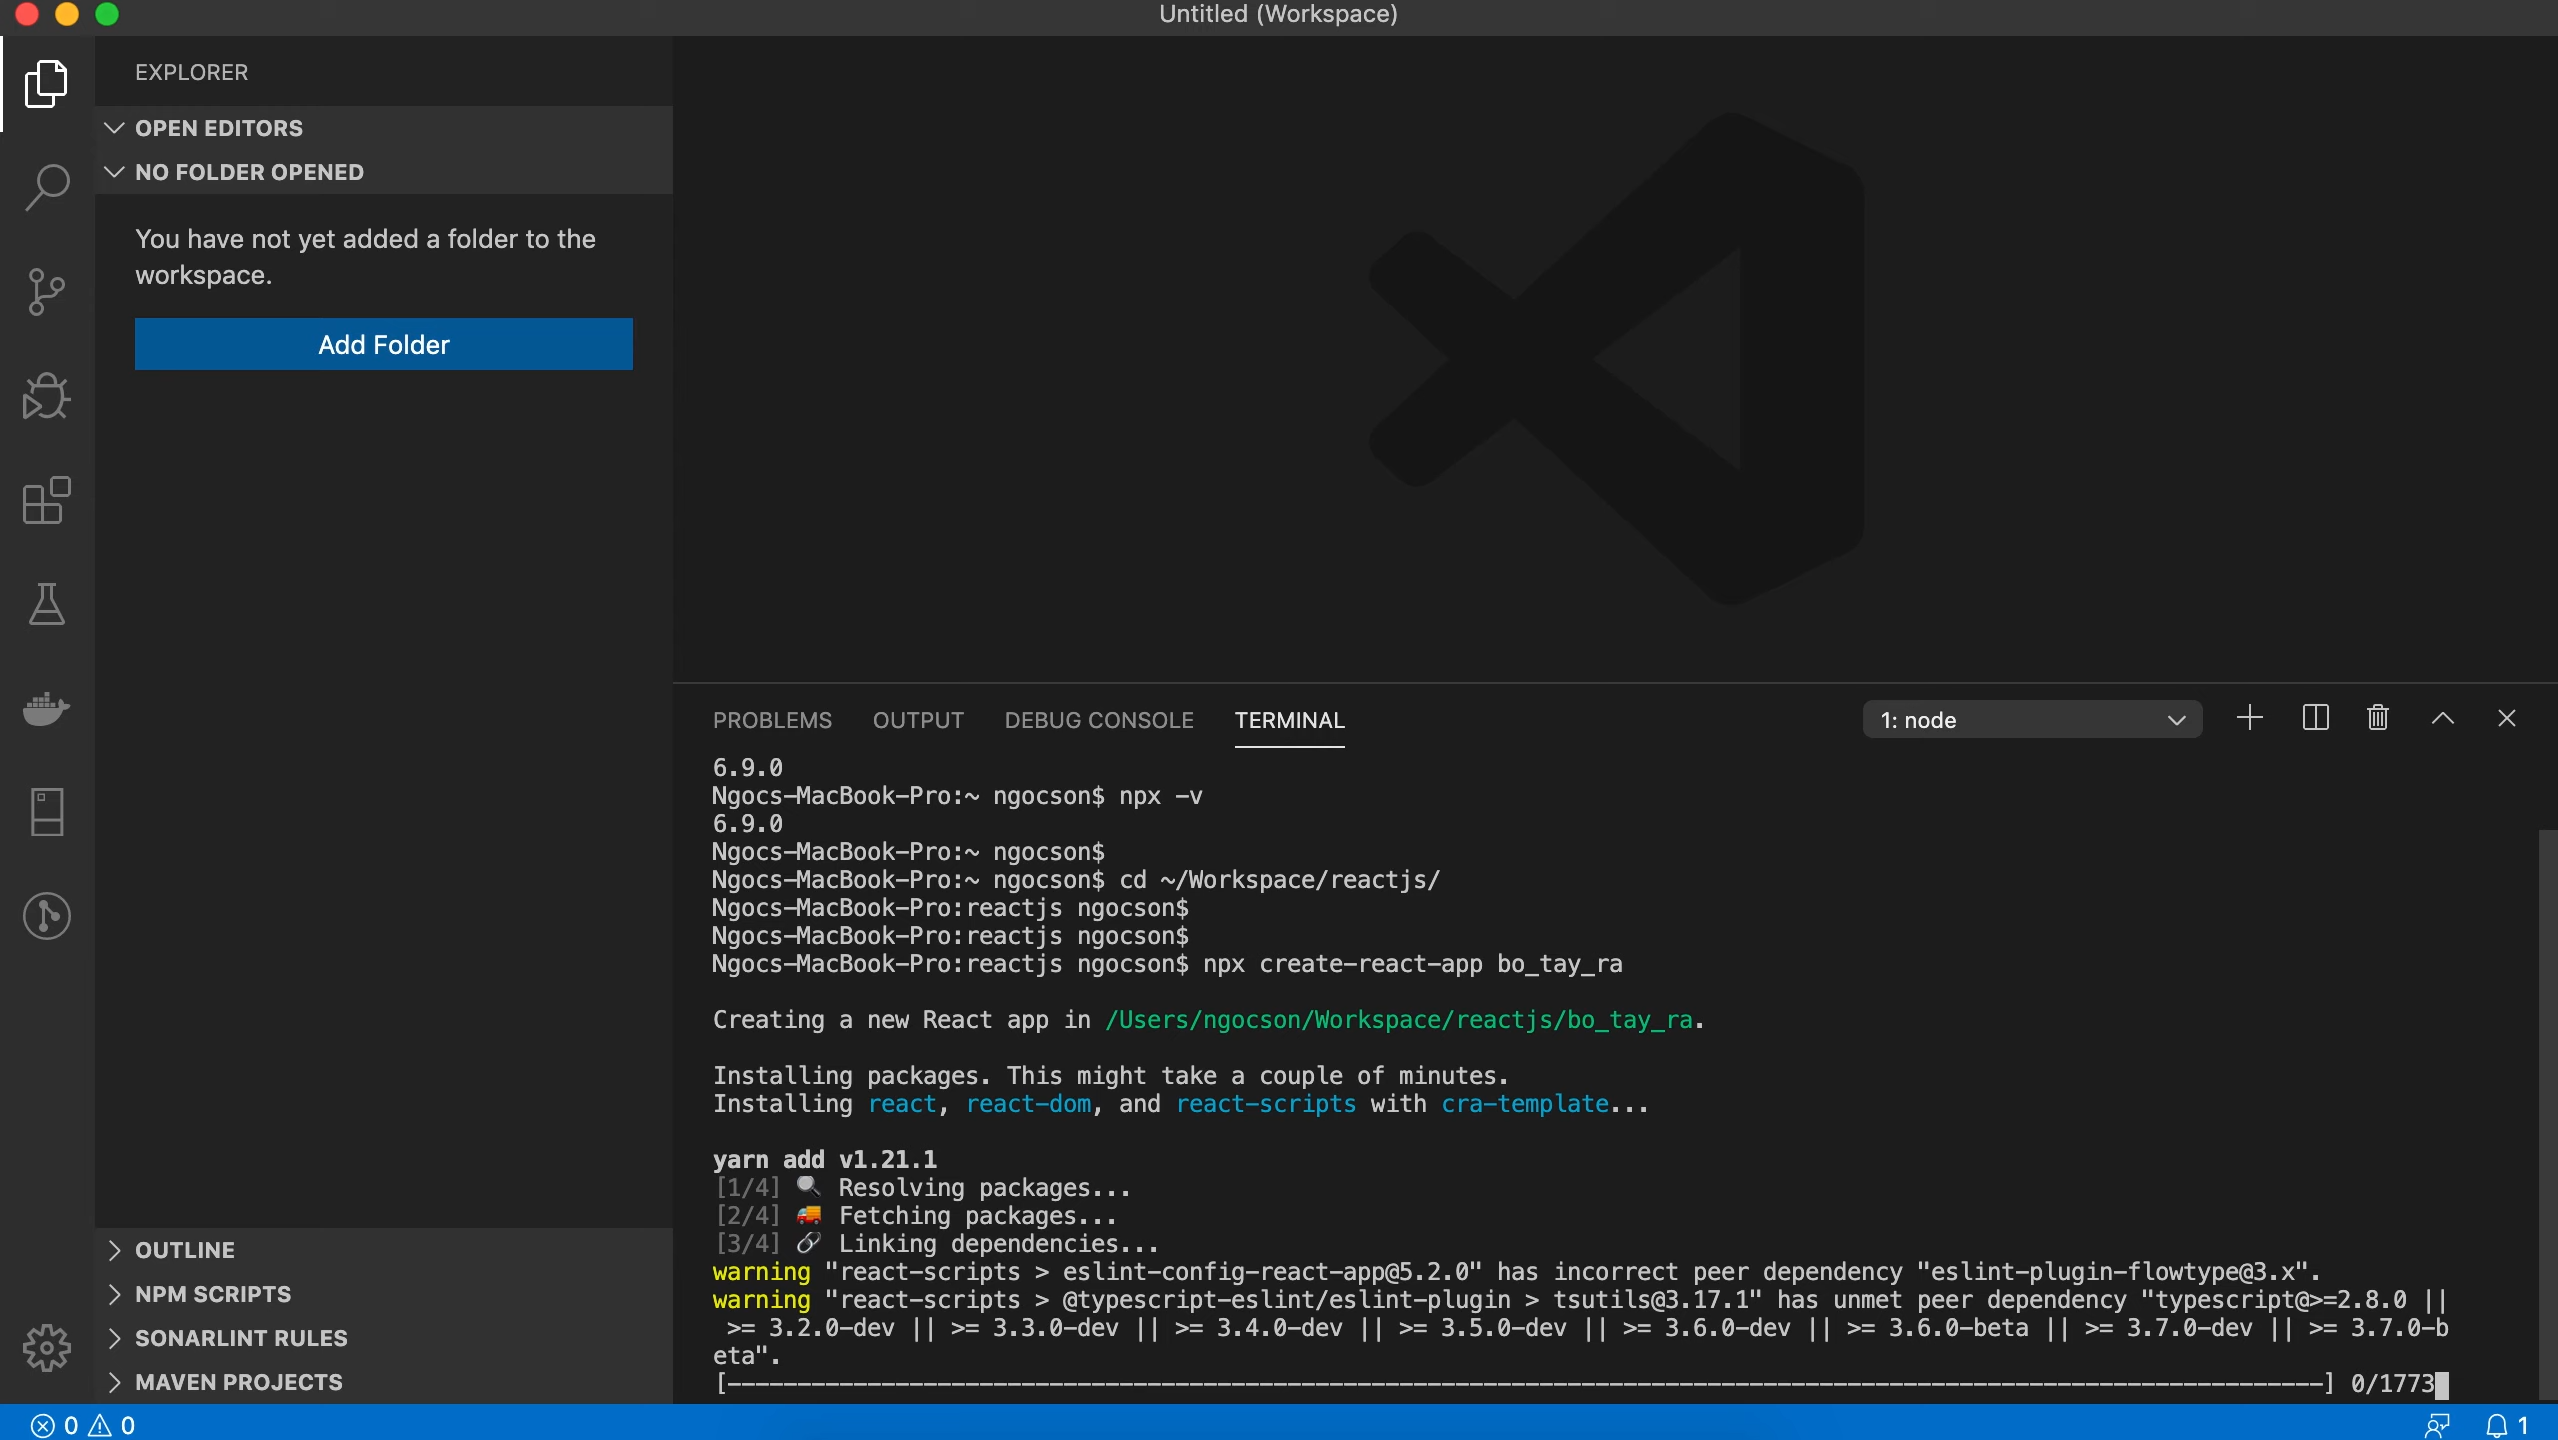 Untitled (Workspace)
EXPLORER
OPEN EDITORS
NO FOLDER OPENED
You have not yet added a folder to the
workspace.
Add Folder
OUTLINE
NPM SCRIPTS
SONARLINT RULES
MAVEN PROJECTS
PROBLEMS OUTPUT DEBUG CONSOLE TERMINAL 1: node
6.9.0
Ngocs-MacBook-Pro:~ ngocson$ npx -v
6.9.0
Ngocs-MacBook-Pro:~ ngocson$
Ngocs-MacBook-Pro:~ ngocson$ cd ~/Workspace/reactjs/
Ngocs-MacBook-Pro:reactjs ngocson$
Ngocs-MacBook-Pro:reactjs ngocson$
Ngocs-MacBook-Pro:reactjs ngocson$ npx create-react-app bo_tay_ra
Creating a new React app in /Users/ngocson/Workspace/reactjs/bo_tay_ra.
Installing packages. This might take a couple of minutes.
Installing react, react-dom, and react-scripts with cra-template...
yarn add v1.21.1
[1/4] 🔍 Resolving packages...
[2/4] 🚚 Fetching packages...
[3/4] 🔗 Linking dependencies...
warning "react-scripts > eslint-config-react-app@5.2.0" has incorrect peer dependency "eslint-plugin-flowtype@3.x".
warning "react-scripts > @typescript-eslint/eslint-plugin > tsutils@3.17.1" has unmet peer dependency "typescript@>=2.8.0 ||
>= 3.2.0-dev || >= 3.3.0-dev || >= 3.4.0-dev || >= 3.5.0-dev || >= 3.6.0-dev || >= 3.6.0-beta || >= 3.7.0-dev || >= 3.7.0-b
eta".
[------------------------------------------------------------------------------------------------------------------] 0/1773
0 0 1